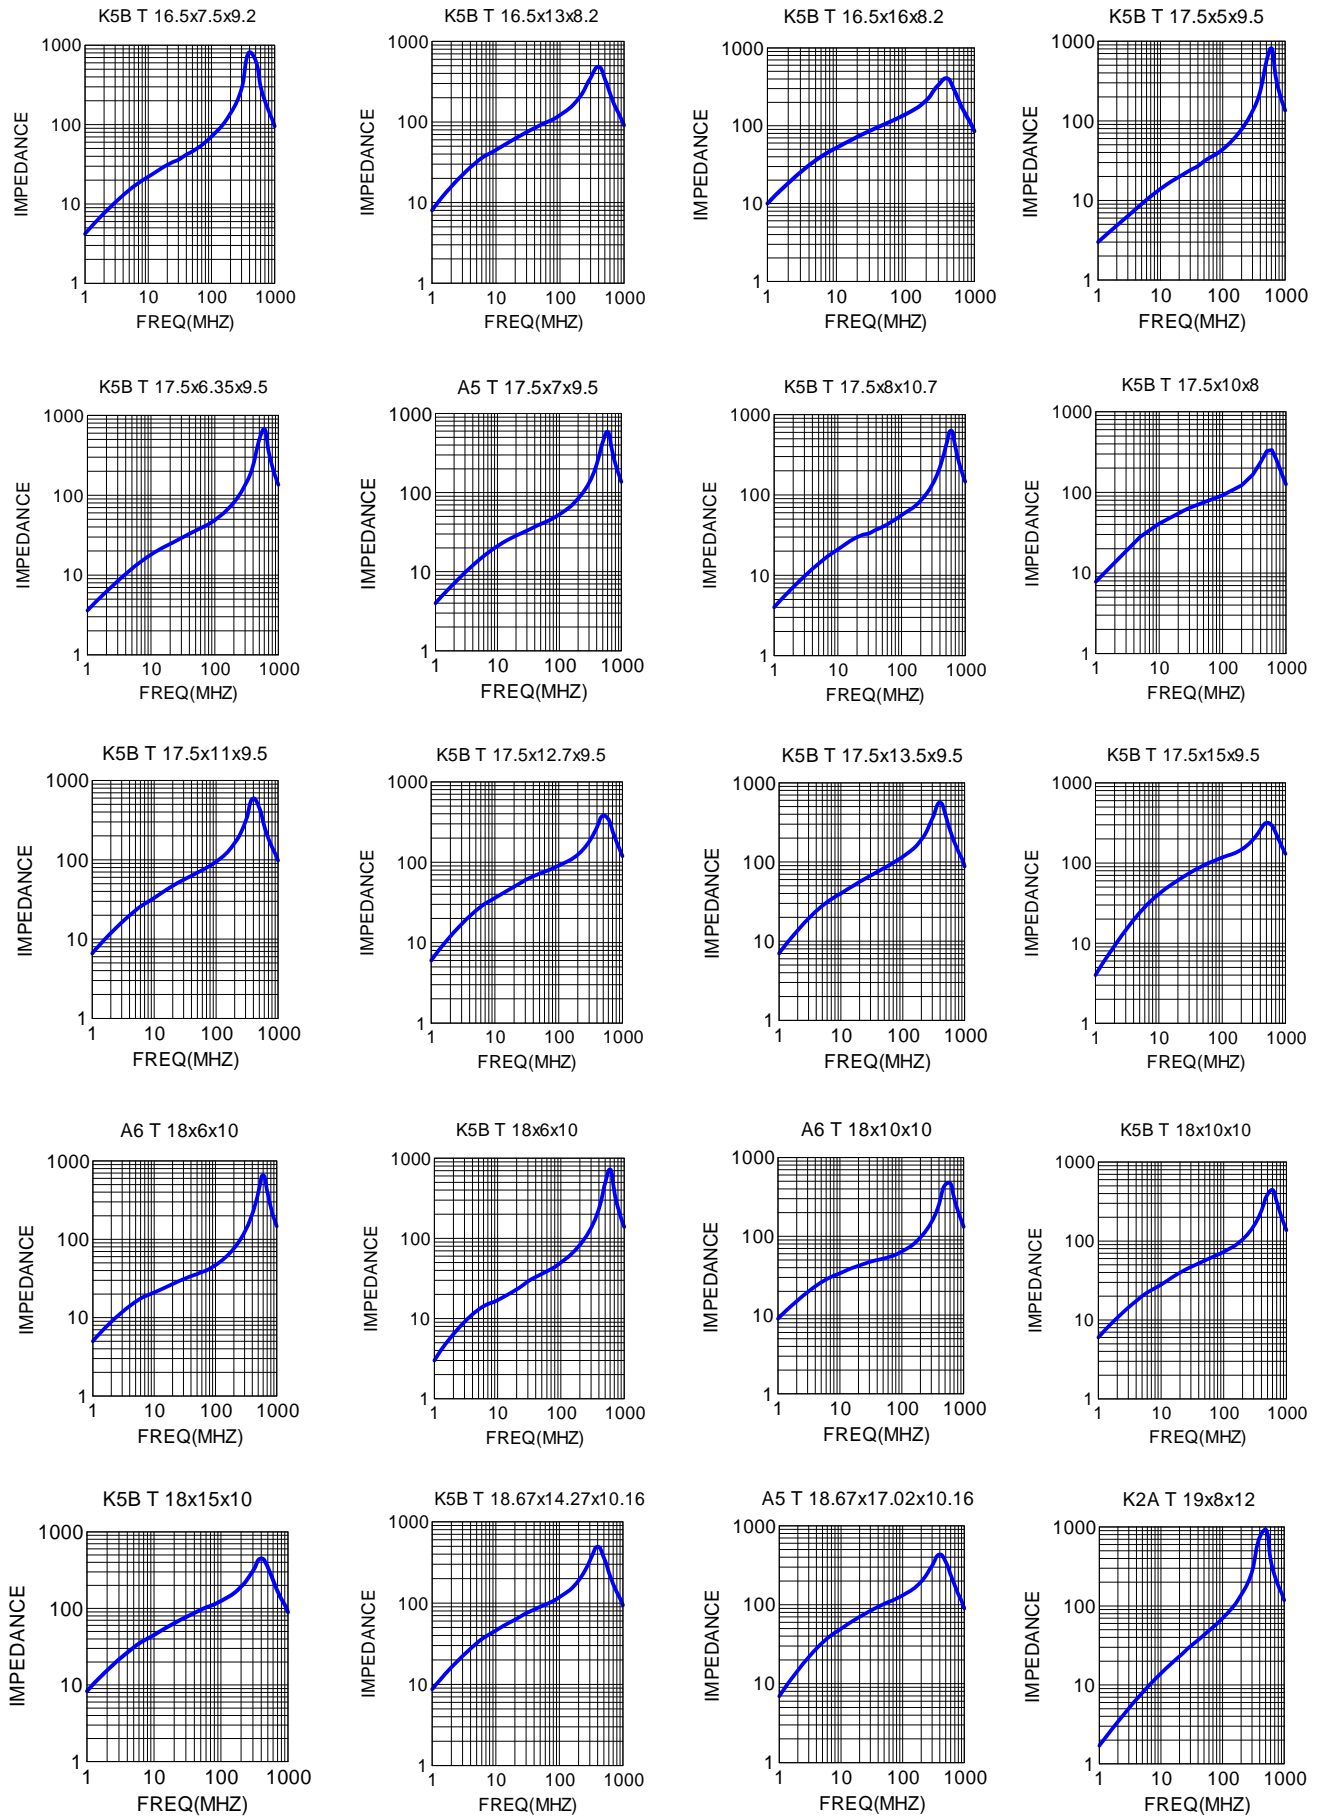 K5B T 16.5x7.5x9.2
1000
100
10
1
IMPEDANCE
1 10 100 1000
FREQ(MHZ)
K5B T 16.5x13x8.2
1000
100
10
1
IMPEDANCE
1 10 100 1000
FREQ(MHZ)
K5B T 16.5x16x8.2
1000
100
10
1
IMPEDANCE
1 10 100 1000
FREQ(MHZ)
K5B T 17.5x5x9.5
1000
100
10
1
IMPEDANCE
1 10 100 1000
FREQ(MHZ)
K5B T 17.5x6.35x9.5
1000
100
10
1
IMPEDANCE
1 10 100 1000
FREQ(MHZ)
A5 T 17.5x7x9.5
1000
100
10
1
IMPEDANCE
1 10 100 1000
FREQ(MHZ)
K5B T 17.5x8x10.7
1000
100
10
1
IMPEDANCE
1 10 100 1000
FREQ(MHZ)
K5B T 17.5x10x8
1000
100
10
1
IMPEDANCE
1 10 100 1000
FREQ(MHZ)
K5B T 17.5x11x9.5
1000
100
10
1
IMPEDANCE
1 10 100 1000
FREQ(MHZ)
K5B T 17.5x12.7x9.5
1000
100
10
1
IMPEDANCE
1 10 100 1000
FREQ(MHZ)
K5B T 17.5x13.5x9.5
1000
100
10
1
IMPEDANCE
1 10 100 1000
FREQ(MHZ)
K5B T 17.5x15x9.5
1000
100
10
1
IMPEDANCE
1 10 100 1000
FREQ(MHZ)
A6 T 18x6x10
1000
100
10
1
IMPEDANCE
1 10 100 1000
FREQ(MHZ)
K5B T 18x6x10
1000
100
10
1
IMPEDANCE
1 10 100 1000
FREQ(MHZ)
A6 T 18x10x10
1000
100
10
1
IMPEDANCE
1 10 100 1000
FREQ(MHZ)
K5B T 18x10x10
1000
100
10
1
IMPEDANCE
1 10 100 1000
FREQ(MHZ)
K5B T 18x15x10
1000
100
10
1
IMPEDANCE
1 10 100 1000
FREQ(MHZ)
K5B T 18.67x14.27x10.16
1000
100
10
1
IMPEDANCE
1 10 100 1000
FREQ(MHZ)
A5 T 18.67x17.02x10.16
1000
100
10
1
IMPEDANCE
1 10 100 1000
FREQ(MHZ)
K2A T 19x8x12
1000
100
10
1
IMPEDANCE
1 10 100 1000
FREQ(MHZ)